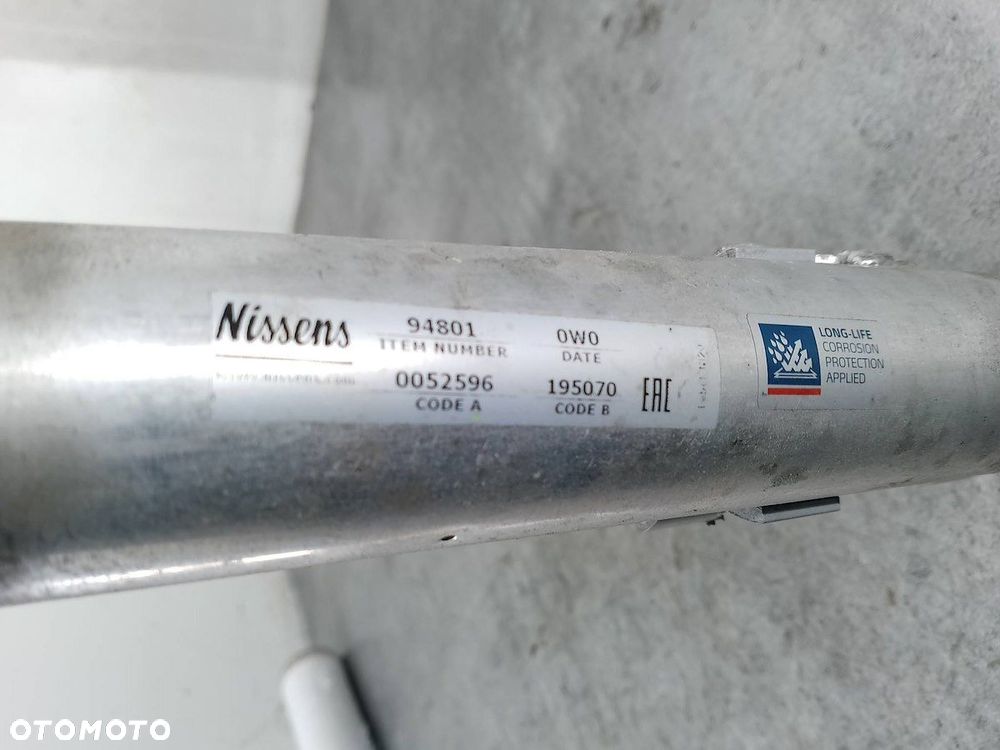 Nissens
94801 0W0
ITEM NUMBER DATE
0052596 195070 EAC
CODE A CODE B
LONG-LIFE
CORROSION
PROTECTION
APPLIED
OTOMOTO